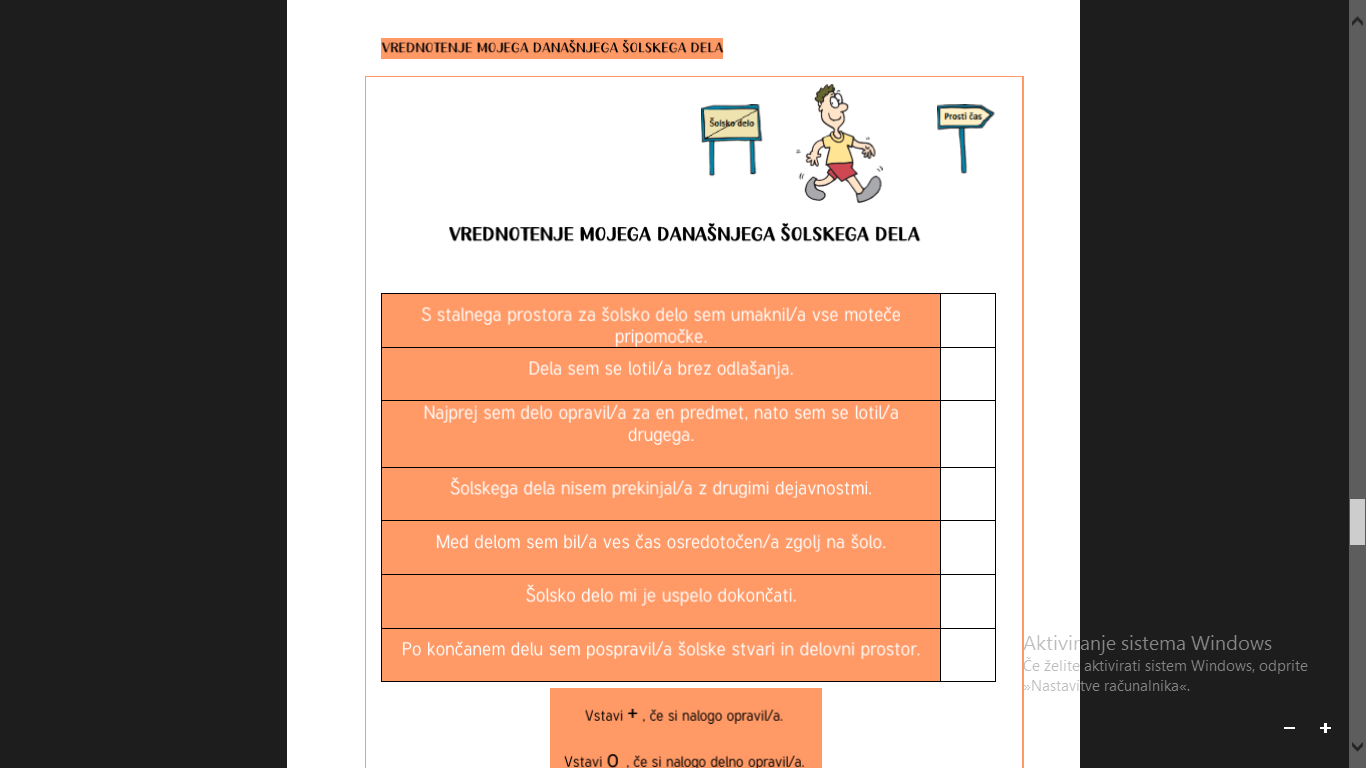 VREDNOTENJE MOJEGA DANAŠNJEGA ŠOLSKEGA DELA
Šolsko delo
Prosti čas
VREDNOTENJE MOJEGA DANAŠNJEGA ŠOLSKEGA DELA
S stalnega prostora za šolsko delo sem umaknil/a vse moteče
pripomočke.
Dela sem se lotil/a brez odlašanja.
Najprej sem delo opravil/a za en predmet, nato sem se lotil/a
drugega.
Šolskega dela nisem prekinjal/a z drugimi dejavnostmi.
Med delom sem bil/a ves čas osredotočen/a zgolj na šolo.
Šolsko delo mi je uspelo dokončati.
Po končanem delu sem pospravil/a šolske stvari in delovni prostor.
Vstavi + , če si nalogo opravil/a.
Vstavi O , če si nalogo delno opravil/a.
Aktiviranje sistema Windows
Če želite aktivirati sistem Windows, odprite
»Nastavitve računalnika«.